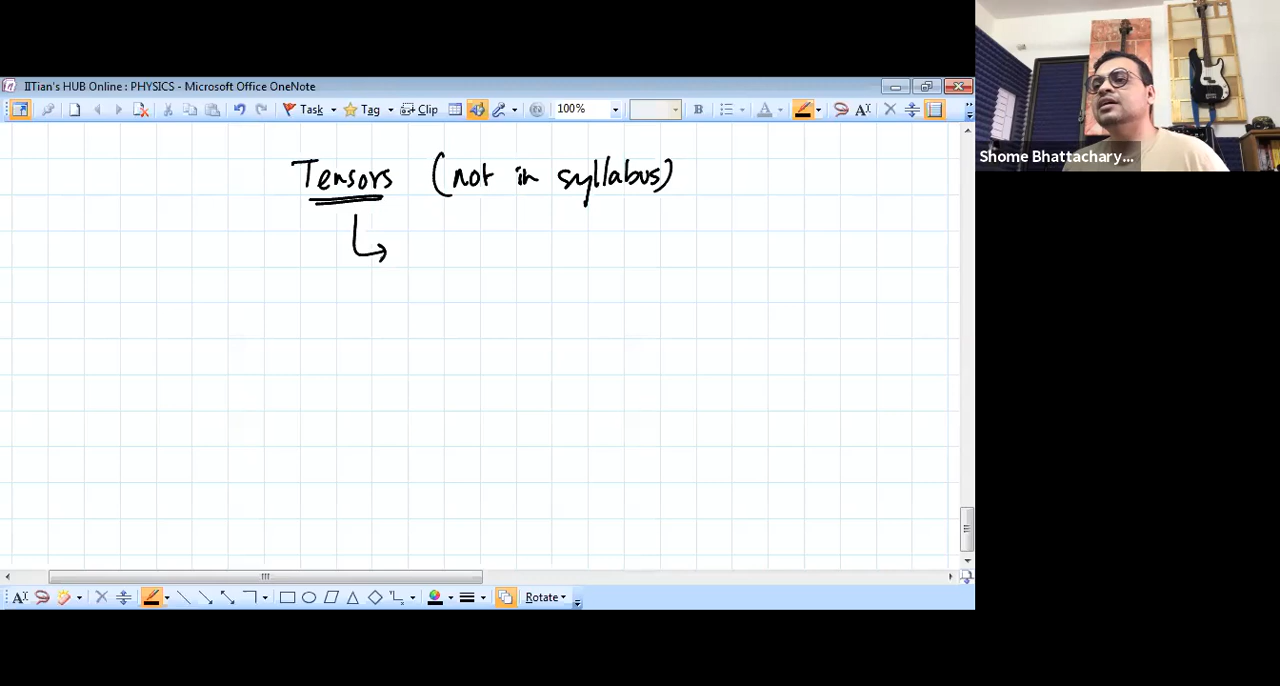 IITian's HUB Online : PHYSICS - Microsoft Office OneNote
Task Tag Clip 100% B A A
Tensors (not in syllabus)
Shome Bhattachary...
A Rotate